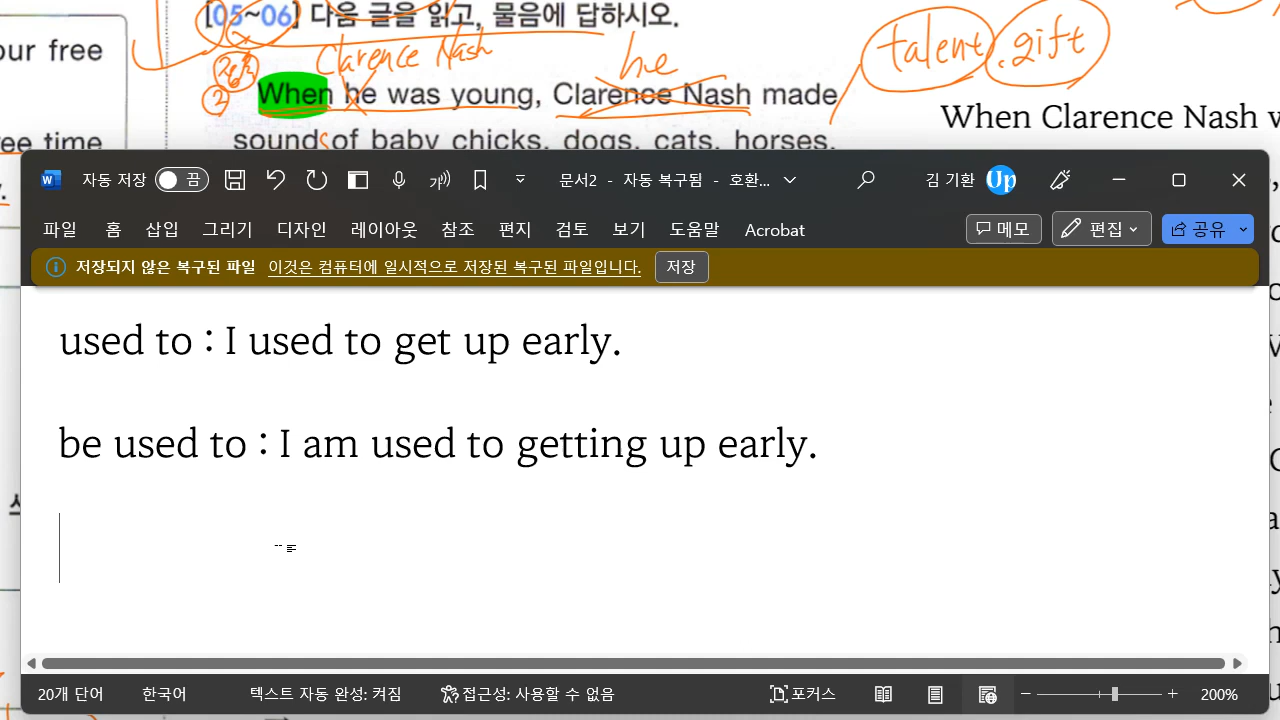 our free
[05~06] 다음 글을 읽고, 물음에 답하시오.
Clarence Nash
he
talent, gift
2
When he was young, Clarence Nash made
When Clarence Nash w
ree time
sounds of baby chicks, dogs, cats, horses,
자동 저장 끔
가))
문서2 - 자동 복구됨 - 호환...
김 기환
Up
파일 홈 삽입 그리기 디자인 레이아웃 참조 편지 검토 보기 도움말 Acrobat
메모 편집 공유
저장되지 않은 복구된 파일 이것은 컴퓨터에 일시적으로 저장된 복구된 파일입니다. 저장
used to : I used to get up early.
be used to : I am used to getting up early.
20개 단어 한국어 텍스트 자동 완성: 켜짐 접근성: 사용할 수 없음 포커스 200%